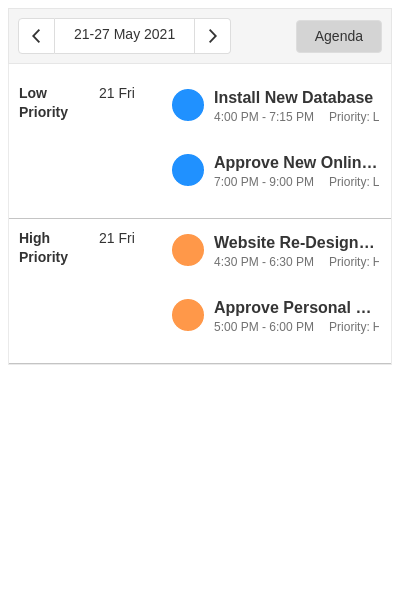 21-27 May 2021
Agenda
Low Priority
21 Fri
Install New Database
4:00 PM - 7:15 PM Priority: L
Approve New Onlin…
7:00 PM - 9:00 PM Priority: L
High Priority
21 Fri
Website Re-Design…
4:30 PM - 6:30 PM Priority: H
Approve Personal …
5:00 PM - 6:00 PM Priority: H